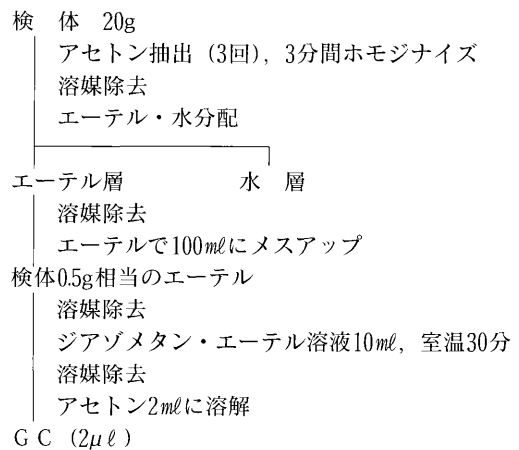 検 体 20g
アセトン抽出（3回），3分間ホモジナイズ
溶媒除去
エーテル・水分配
エーテル層 水 層
溶媒除去
エーテルで100mℓにメスアップ
検体0.5g相当のエーテル
溶媒除去
ジアゾメタン・エーテル溶液10mℓ，室温30分
溶媒除去
アセトン2mℓに溶解
ＧＣ（2μℓ）